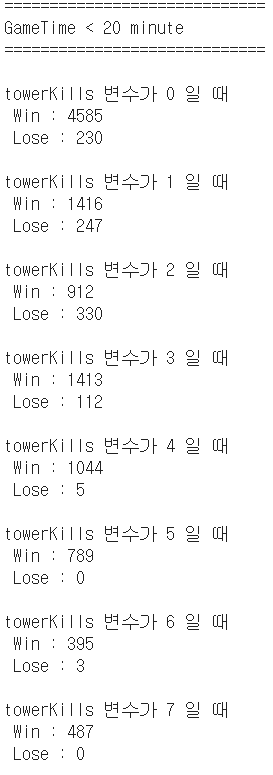 ============================
GameTime < 20 minute
============================
towerKills 변수가 0 일 때
Win : 4585
Lose : 230
towerKills 변수가 1 일 때
Win : 1416
Lose : 247
towerKills 변수가 2 일 때
Win : 912
Lose : 330
towerKills 변수가 3 일 때
Win : 1413
Lose : 112
towerKills 변수가 4 일 때
Win : 1044
Lose : 5
towerKills 변수가 5 일 때
Win : 789
Lose : 0
towerKills 변수가 6 일 때
Win : 395
Lose : 3
towerKills 변수가 7 일 때
Win : 487
Lose : 0